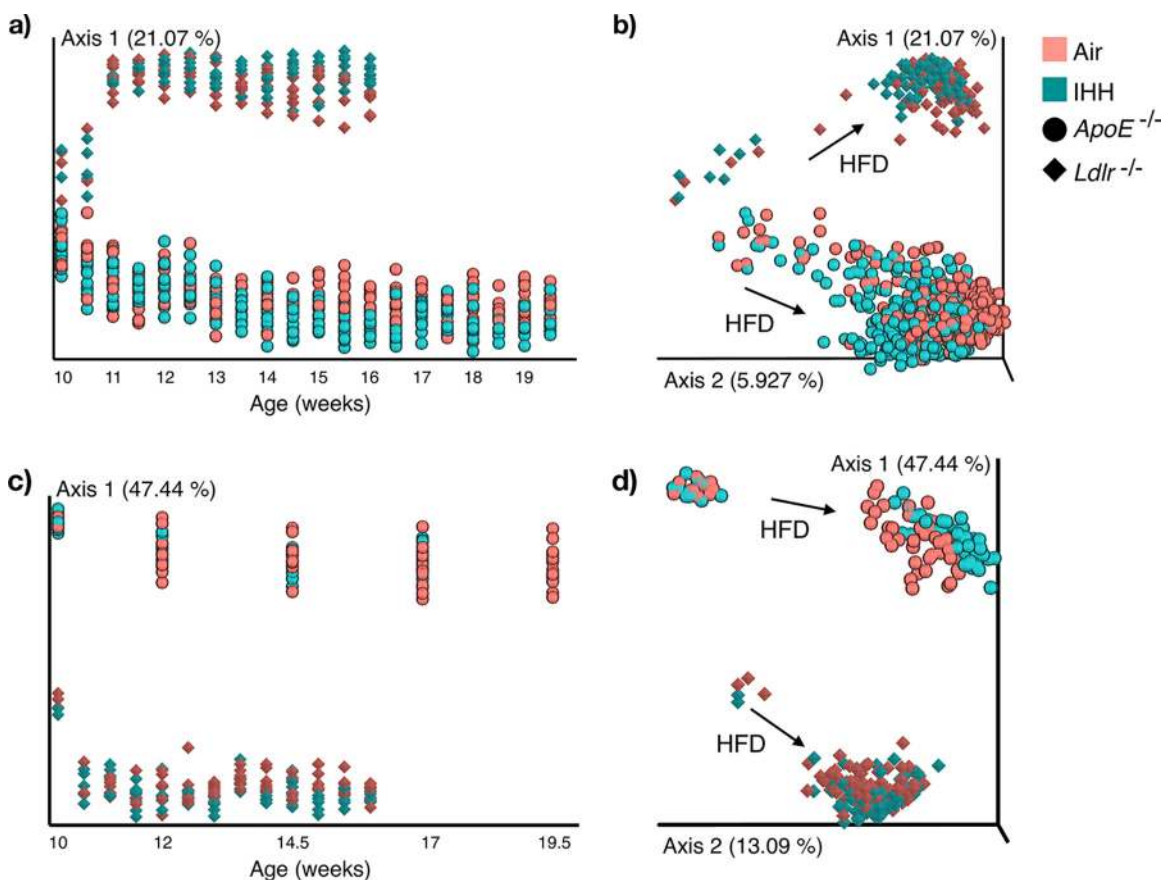 a)
Axis 1 (21.07 %)
10 11 12 13 14 15 16 17 18 19
Age (weeks)
b)
Axis 1 (21.07 %)
HFD
HFD
Axis 2 (5.927 %)
Air
IHH
ApoE -/-
Ldlr -/-
c)
Axis 1 (47.44 %)
10 12 14.5 17 19.5
Age (weeks)
d)
Axis 1 (47.44 %)
HFD
HFD
Axis 2 (13.09 %)